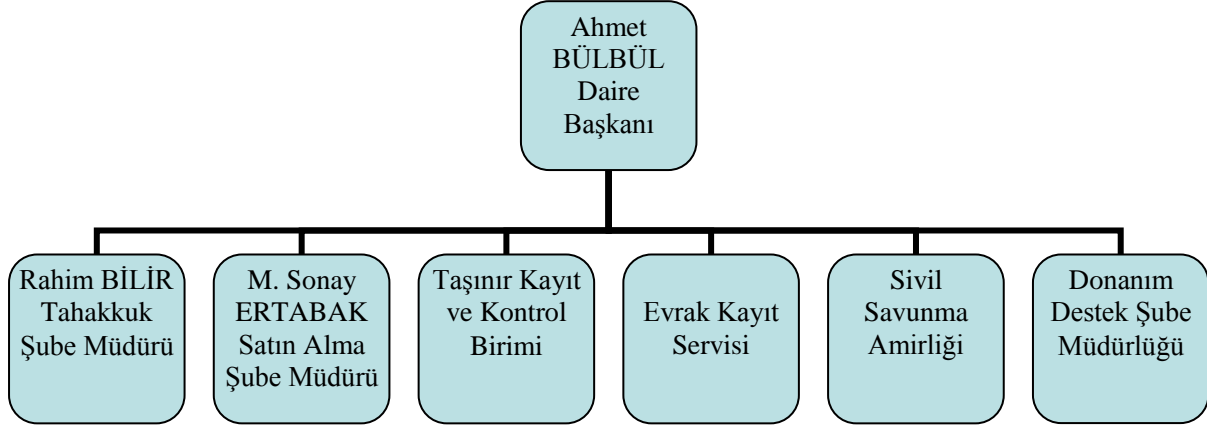 Ahmet
BÜLBÜL
Daire
Başkanı
Rahim BİLİR
Tahakkuk
Şube Müdürü
M. Sonay
ERTABAK
Satın Alma
Şube Müdürü
Taşınır Kayıt
ve Kontrol
Birimi
Evrak Kayıt
Servisi
Sivil
Savunma
Amirliği
Donanım
Destek Şube
Müdürlüğü